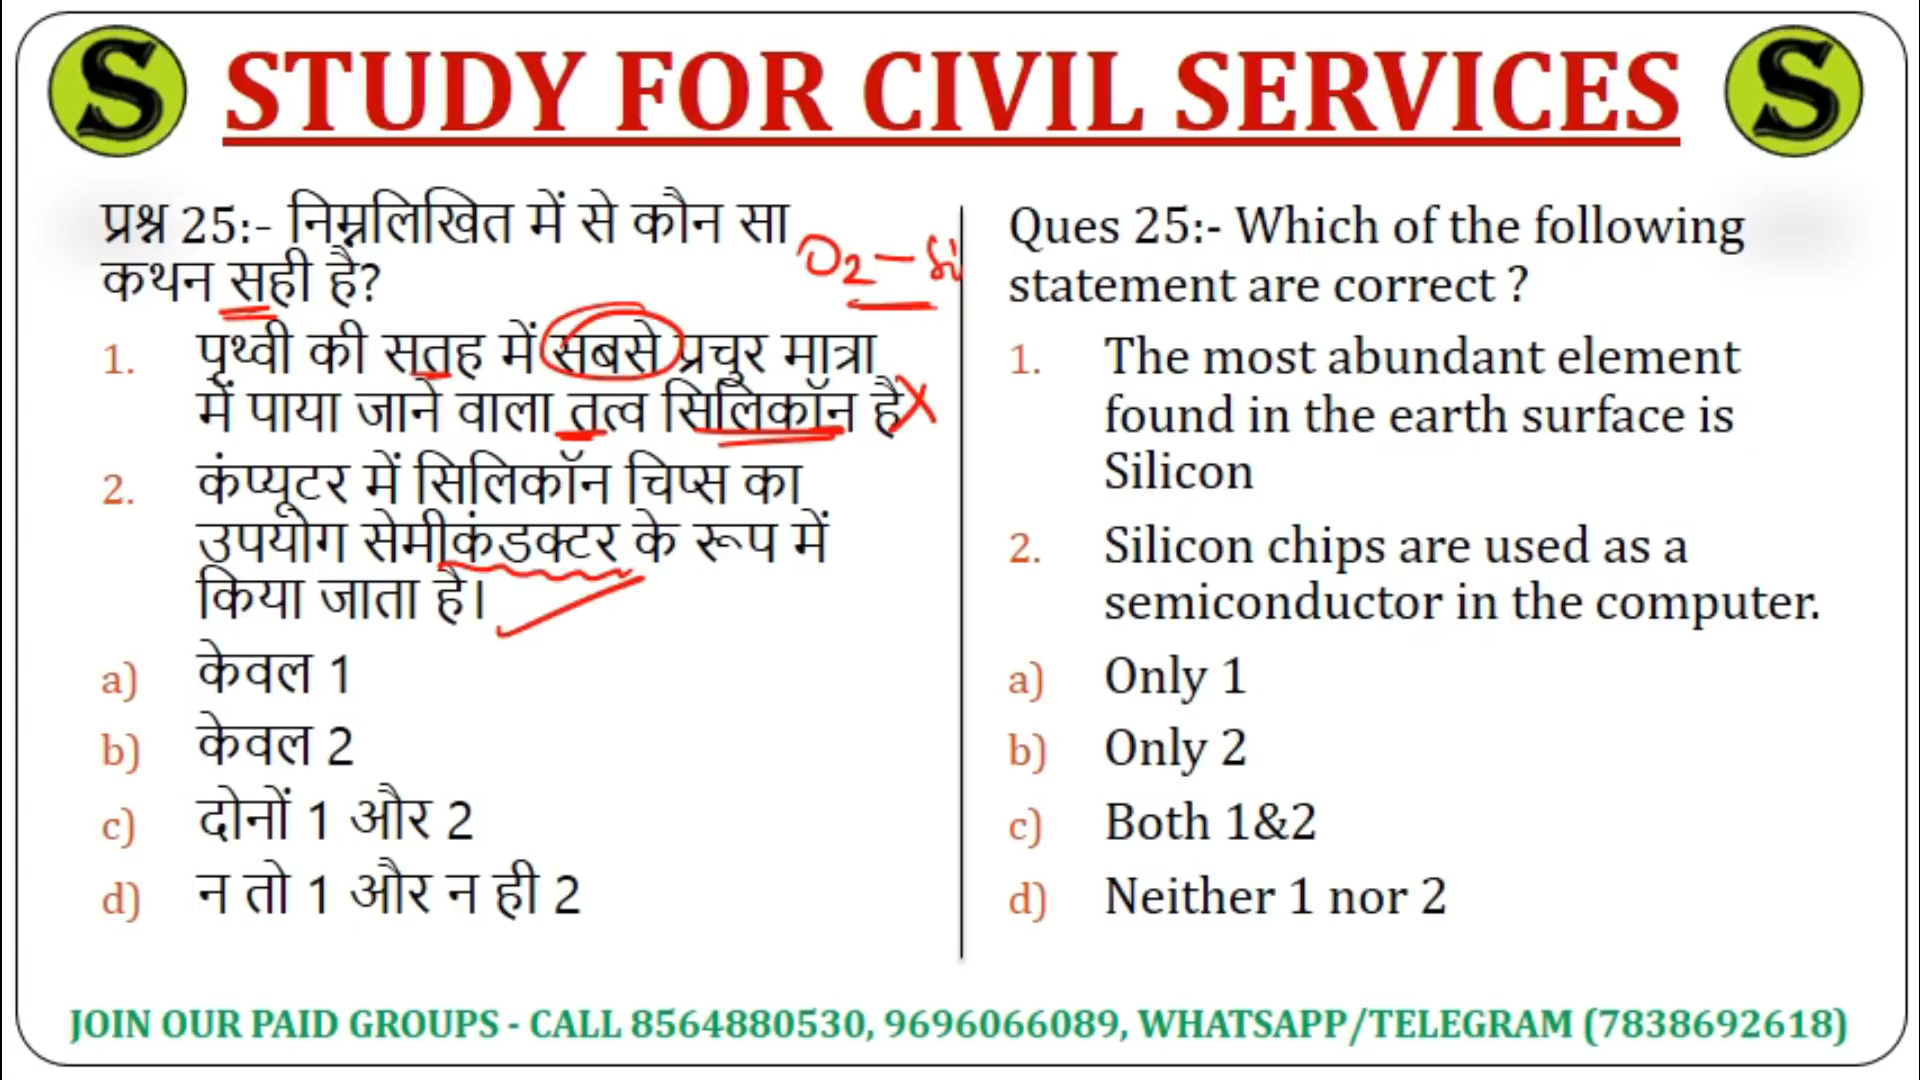 S STUDY FOR CIVIL SERVICES S
प्रश्न 25:- निम्नलिखित में से कौन सा
कथन सही है?
O2 – Si
1. पृथ्वी की सतह में सबसे प्रचुर मात्रा
में पाया जाने वाला तत्व सिलिकॉन है
2. कंप्यूटर में सिलिकॉन चिप्स का
उपयोग सेमीकंडक्टर के रूप में
किया जाता है।
a) केवल 1
b) केवल 2
c) दोनों 1 और 2
d) न तो 1 और न ही 2
Ques 25:- Which of the following
statement are correct ?
1. The most abundant element
found in the earth surface is
Silicon
2. Silicon chips are used as a
semiconductor in the computer.
a) Only 1
b) Only 2
c) Both 1&2
d) Neither 1 nor 2
JOIN OUR PAID GROUPS - CALL 8564880530, 9696066089, WHATSAPP/TELEGRAM (7838692618)